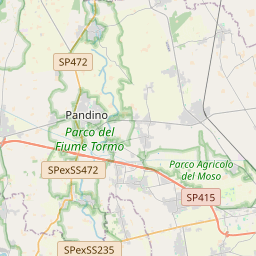 SP472
Pandino
Parco del
Fiume Tormo
Parco Agricolo
del Moso
SPexSS472
SP415
SPexSS235